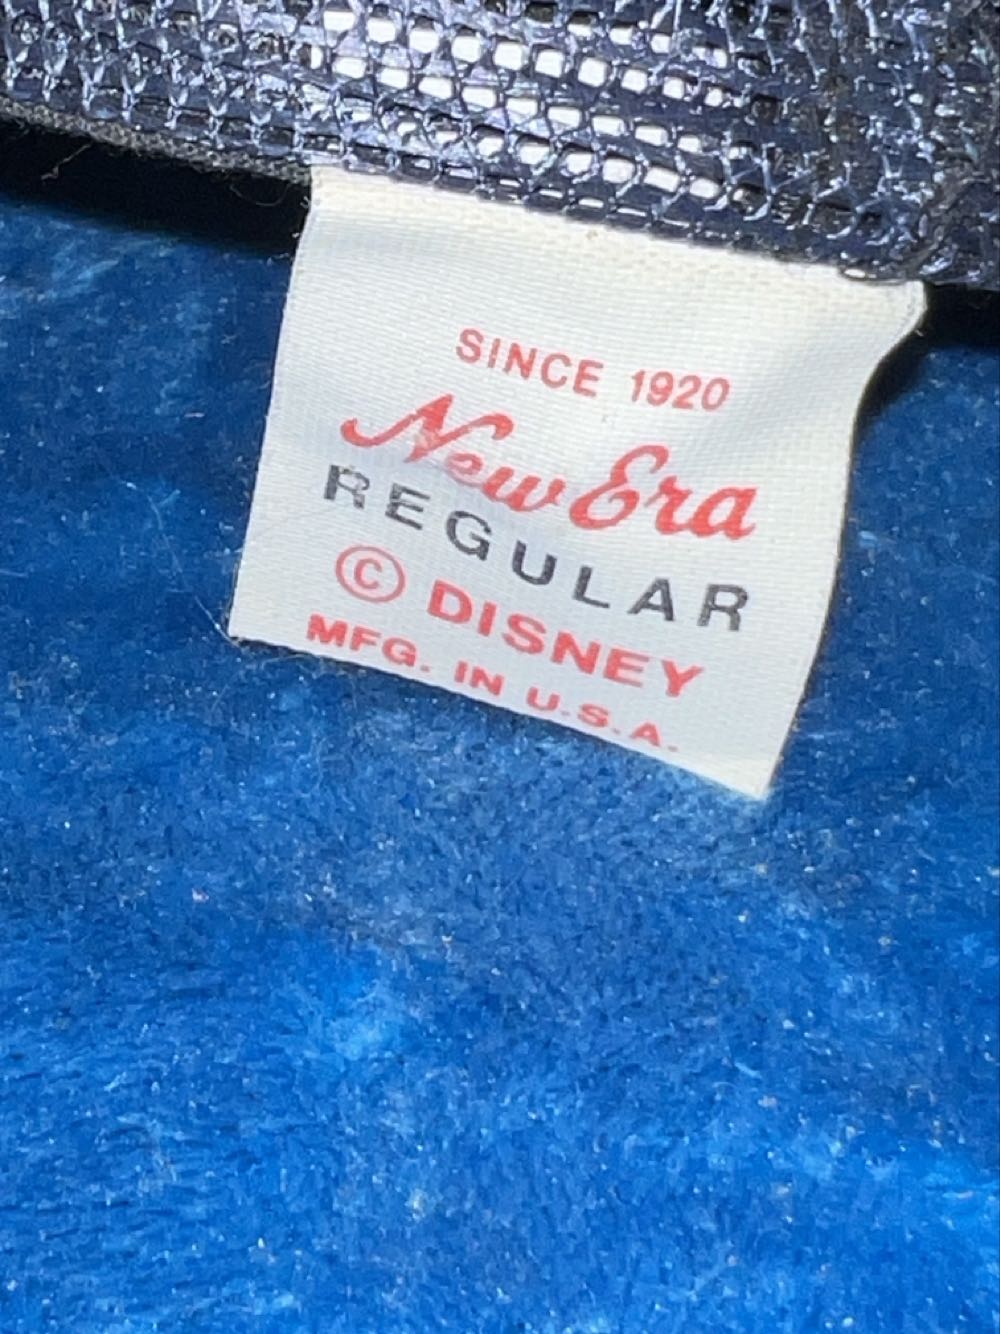 SINCE 1920
New Era
REGULAR
© DISNEY
MFG. IN U.S.A.